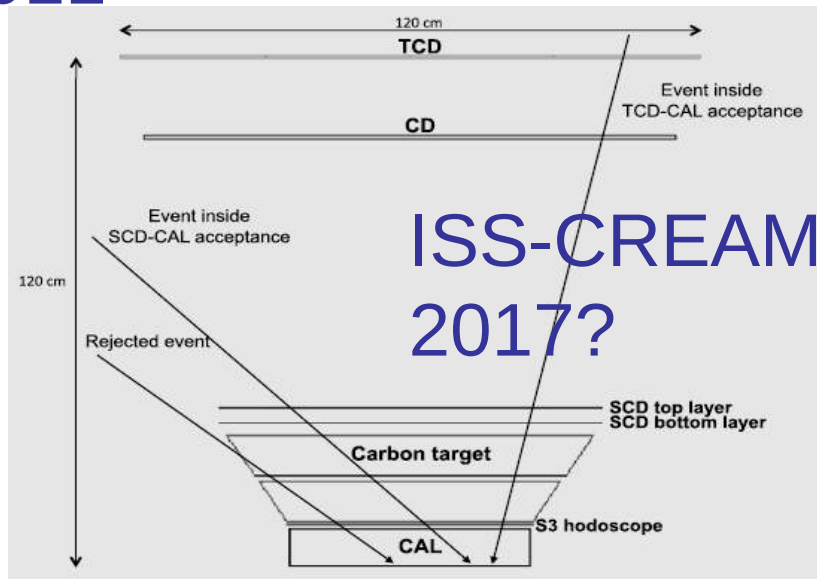 120 cm
TCD
Event inside
TCD-CAL acceptance
CD
Event inside
SCD-CAL acceptance
ISS-CREAM
2017?
120 cm
Rejected event
SCD top layer
SCD bottom layer
Carbon target
S3 hodoscope
CAL